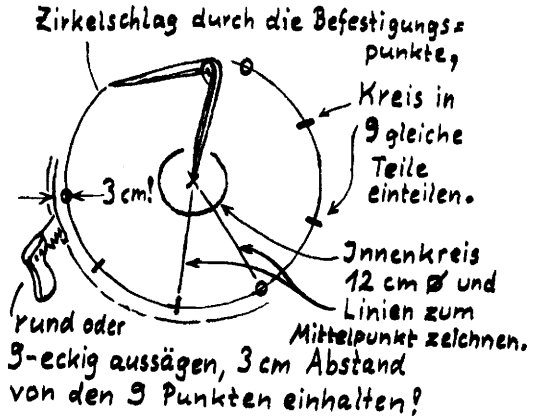 Zirkelschlag durch die Befestigungs=
punkte,
Kreis in
9 gleiche
Teile
einteilen.
3 cm!
Innenkreis
12 cm Ø und
Linien zum
Mittelpunkt zeichnen.
rund oder
9-eckig aussägen, 3 cm Abstand
von den 9 Punkten einhalten!